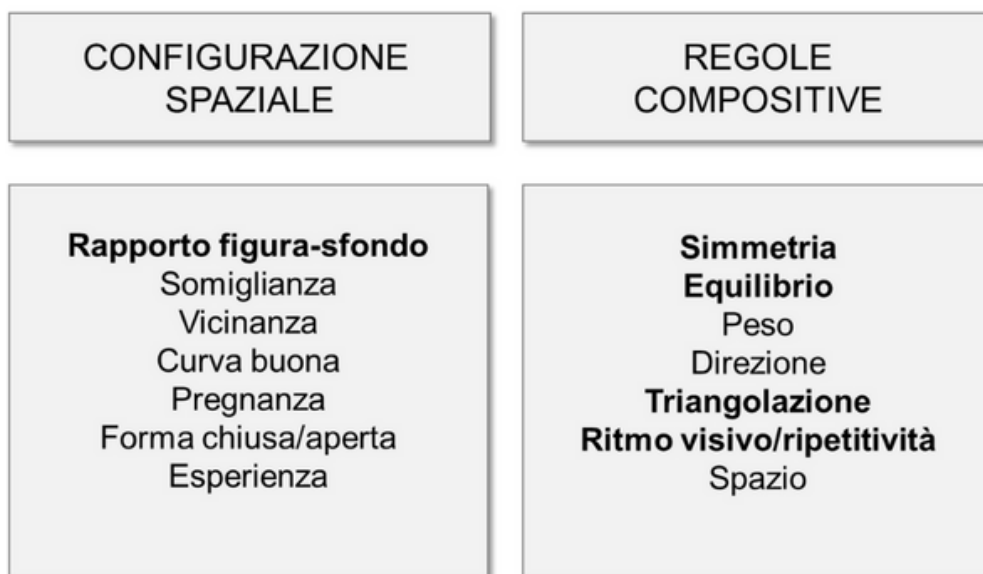 CONFIGURAZIONE
SPAZIALE
REGOLE
COMPOSITIVE
Rapporto figura-sfondo
Somiglianza
Vicinanza
Curva buona
Pregnanza
Forma chiusa/aperta
Esperienza
Simmetria
Equilibrio
Peso
Direzione
Triangolazione
Ritmo visivo/ripetitività
Spazio